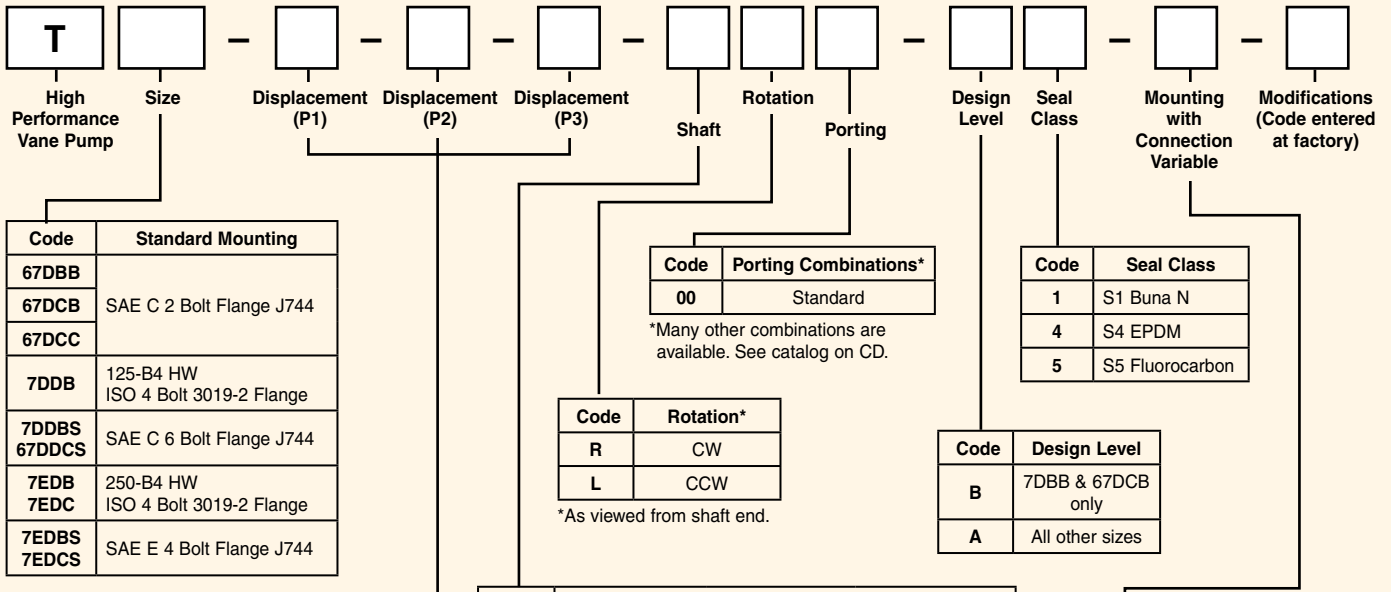 T
High
Performance
Vane Pump
Size
Displacement
(P1)
Displacement
(P2)
Displacement
(P3)
Shaft
Rotation
Porting
Design
Level
Seal
Class
Mounting
with
Connection
Variable
Modifications
(Code entered
at factory)
Code Standard Mounting
67DBB
67DCB SAE C 2 Bolt Flange J744
67DCC
7DDB 125-B4 HW
ISO 4 Bolt 3019-2 Flange
7DDBS
67DDCS SAE C 6 Bolt Flange J744
7EDB 250-B4 HW
7EDC ISO 4 Bolt 3019-2 Flange
7EDBS
7EDCS SAE E 4 Bolt Flange J744
Code Porting Combinations*
00 Standard
*Many other combinations are
available. See catalog on CD.
Code Rotation*
R CW
L CCW
*As viewed from shaft end.
Code Seal Class
1 S1 Buna N
4 S4 EPDM
5 S5 Fluorocarbon
Code Design Level
B 7DBB & 67DCB
only
A All other sizes